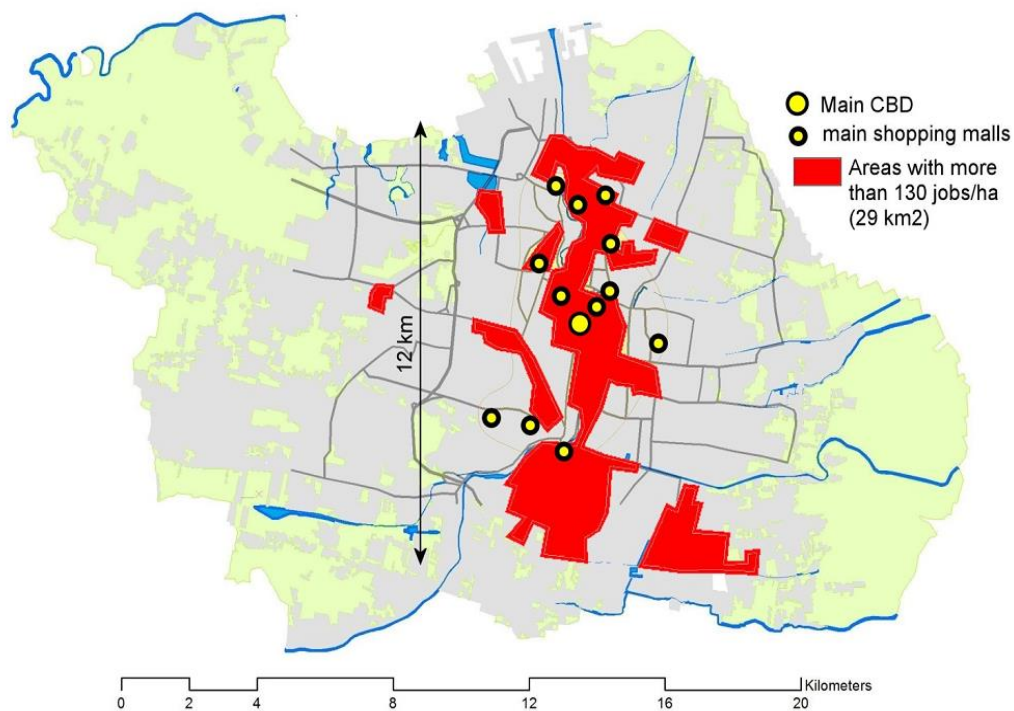 Main CBD
main shopping malls
Areas with more
than 130 jobs/ha
(29 km2)
12 km
Kilometers
0 2 4 8 12 16 20